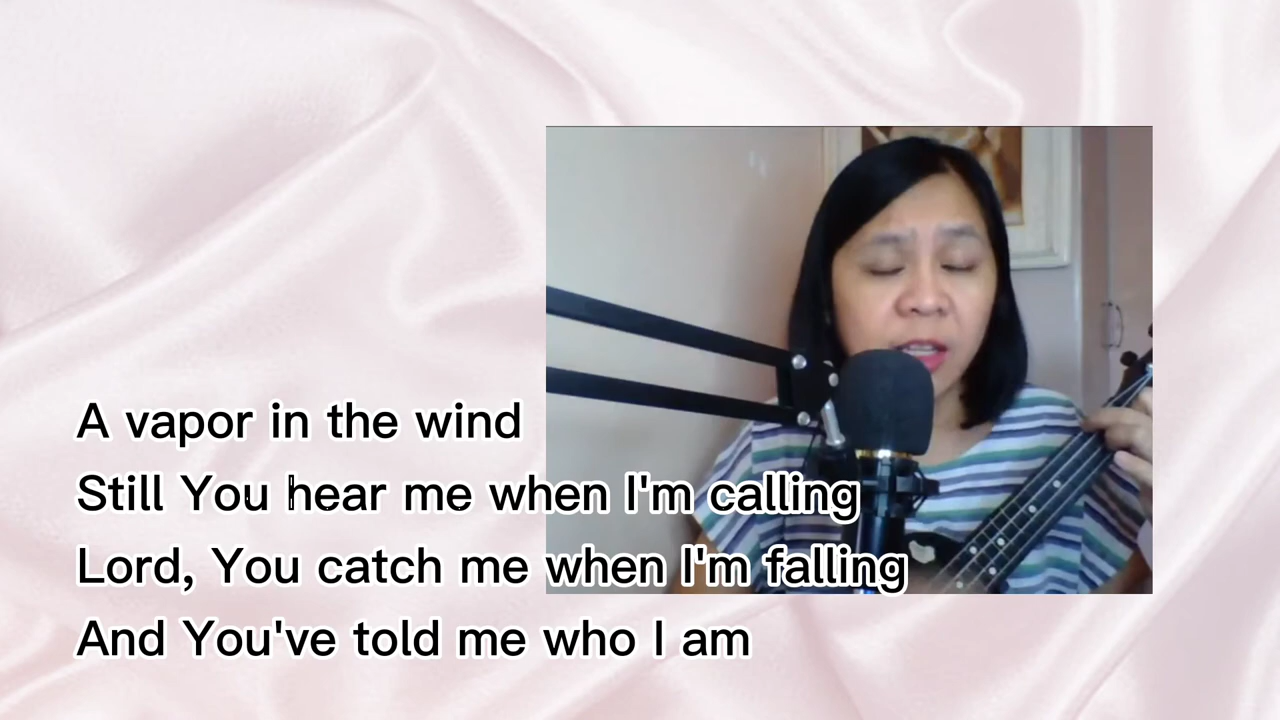 A vapor in the wind
Still You hear me when I'm calling
Lord, You catch me when I'm falling
And You've told me who I am